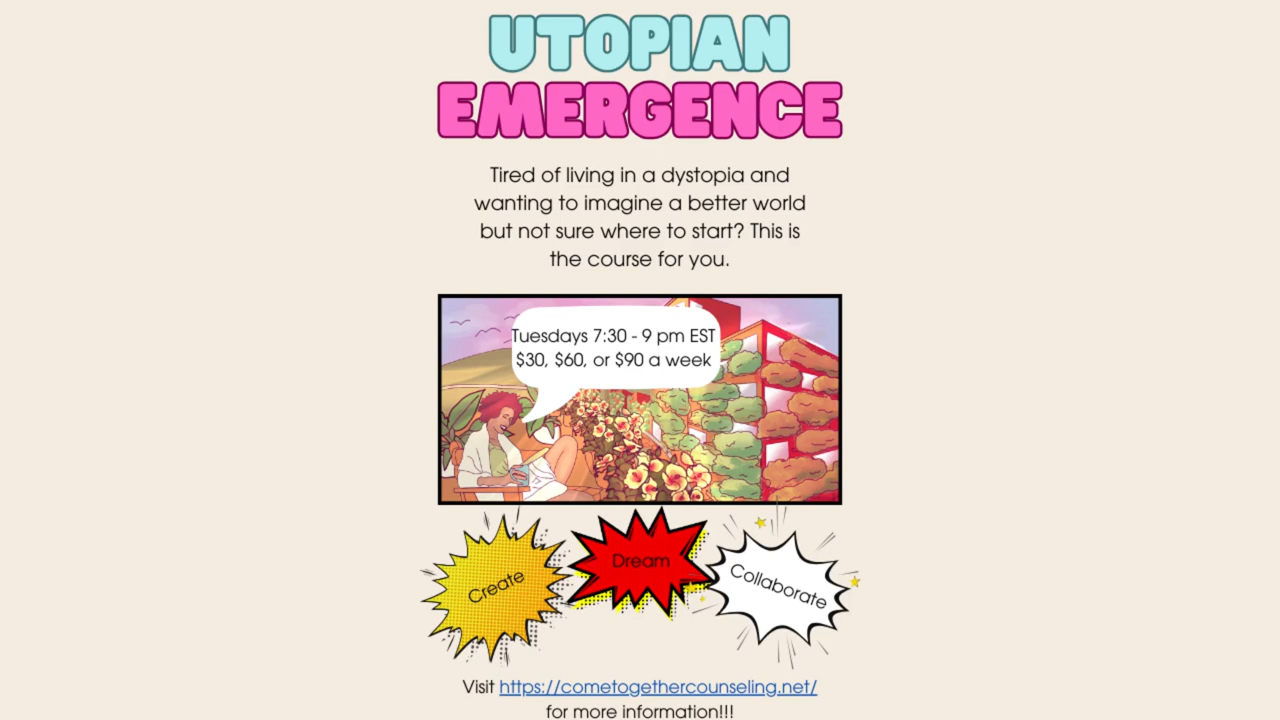 UTOPIAN
EMERGENCE
Tired of living in a dystopia and
wanting to imagine a better world
but not sure where to start? This is
the course for you.
Tuesdays 7:30 - 9 pm EST
$30, $60, or $90 a week
Create
Dream
Collaborate
Visit https://cometogethercounseling.net/
for more information!!!